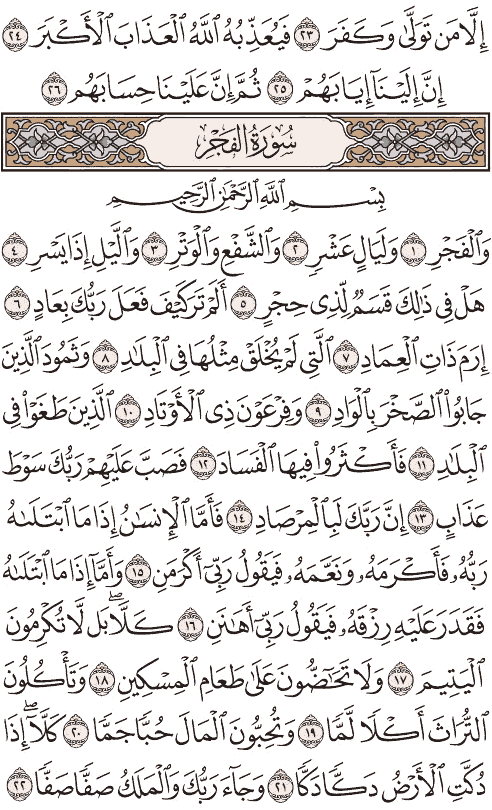 إِلَّا مَن تَوَلَّىٰ وَكَفَرَ ٢٣ فَيُعَذِّبُهُ ٱللَّهُ ٱلْعَذَابَ ٱلْأَكْبَرَ ٢٤
إِنَّ إِلَيْنَآ إِيَابَهُمْ ٢٥ ثُمَّ إِنَّ عَلَيْنَا حِسَابَهُم ٢٦
سُورَةُ الفَجْرِ
بِسْمِ ٱللَّهِ ٱلرَّحْمَٰنِ ٱلرَّحِيمِ
وَٱلْفَجْرِ ١ وَلَيَالٍ عَشْرٍ ٢ وَٱلشَّفْعِ وَٱلْوَتْرِ ٣ وَٱلَّيْلِ إِذَا يَسْرِ ٤
هَلْ فِى ذَٰلِكَ قَسَمٌ لِّذِى حِجْرٍ ٥ أَلَمْ تَرَ كَيْفَ فَعَلَ رَبُّكَ بِعَادٍ ٦
إِرَمَ ذَاتِ ٱلْعِمَادِ ٧ ٱلَّتِى لَمْ يُخْلَقْ مِثْلُهَا فِى ٱلْبِلَٰدِ ٨ وَثَمُودَ ٱلَّذِينَ
جَابُوا۟ ٱلصَّخْرَ بِٱلْوَادِ ٩ وَفِرْعَوْنَ ذِى ٱلْأَوْتَادِ ١٠ ٱلَّذِينَ طَغَوْا۟ فِى
ٱلْبِلَٰدِ ١١ فَأَكْثَرُوا۟ فِيهَا ٱلْفَسَادَ ١٢ فَصَبَّ عَلَيْهِمْ رَبُّكَ سَوْطَ
عَذَابٍ ١٣ إِنَّ رَبَّكَ لَبِٱلْمِرْصَادِ ١٤ فَأَمَّا ٱلْإِنسَٰنُ إِذَا مَا ٱبْتَلَىٰهُ
رَبُّهُۥ فَأَكْرَمَهُۥ وَنَعَّمَهُۥ فَيَقُولُ رَبِّىٓ أَكْرَمَنِ ١٥ وَأَمَّآ إِذَا مَا ٱبْتَلَىٰهُ
فَقَدَرَ عَلَيْهِ رِزْقَهُۥ فَيَقُولُ رَبِّىٓ أَهَٰنَنِ ١٦ كَلَّا ۖ بَل لَّا تُكْرِمُونَ
ٱلْيَتِيمَ ١٧ وَلَا تَحَٰٓضُّونَ عَلَىٰ طَعَامِ ٱلْمِسْكِينِ ١٨ وَتَأْكُلُونَ
ٱلتُّرَاثَ أَكْلًا لَّمًّا ١٩ وَتُحِبُّونَ ٱلْمَالَ حُبًّا جَمًّا ٢٠ كَلَّآ ۖ إِذَا
دُكَّتِ ٱلْأَرْضُ دَكًّا دَكًّا ٢١ وَجَآءَ رَبُّكَ وَٱلْمَلَكُ صَفًّا صَفًّا ٢٢